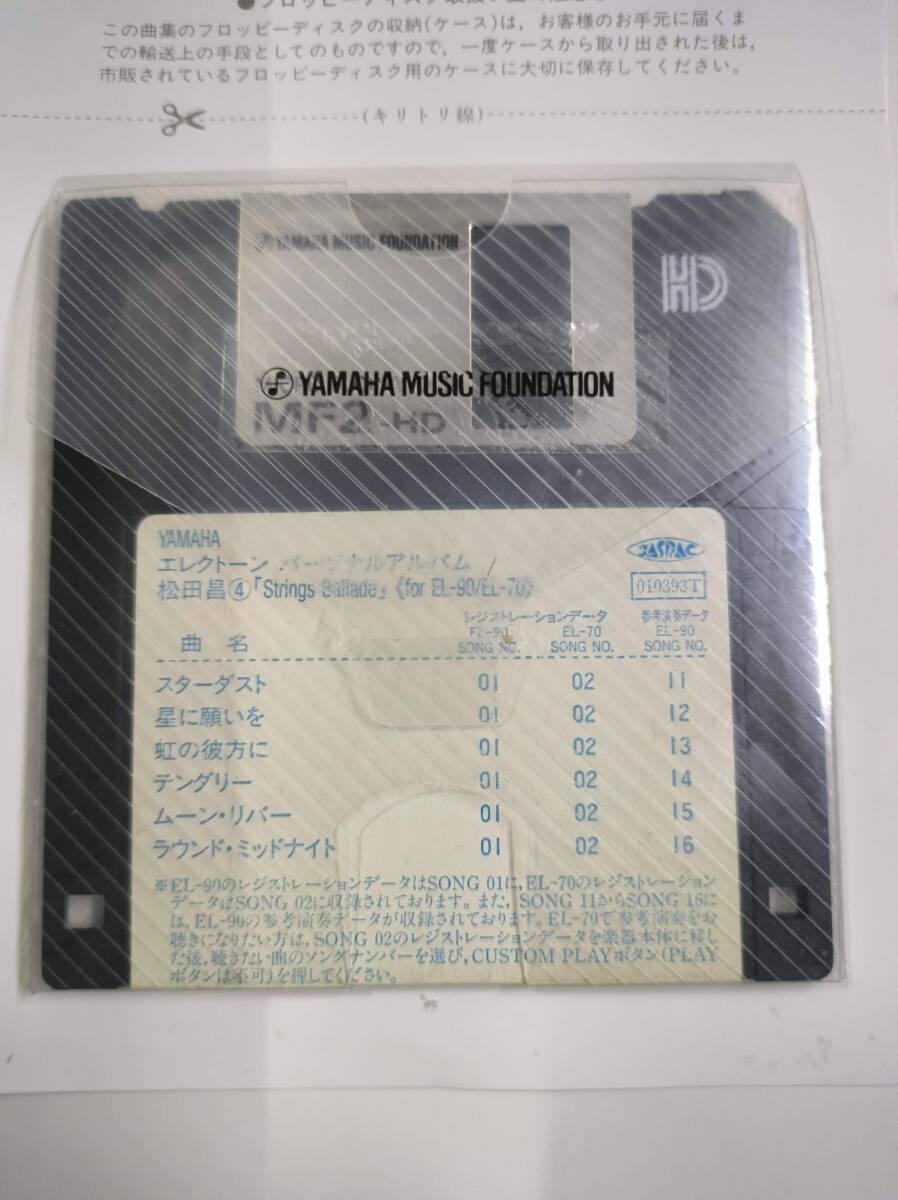 この曲集のフロッピーディスクの収納(ケース)は, お客様のお手元に届くま
での輸送上の手段としてのものですので, 一度ケースから取り出された後は,
市販されているフロッピーディスク用のケースに大切に保存してください。
(キリトリ線)
YAMAHA MUSIC FOUNDATION
HD
YAMAHA MUSIC FOUNDATION
MF2-HD
YAMAHA
エレクトーン パーソナルアルバム
JASRAC
松田昌④「Strings Ballade」《for EL-90/EL-70》
010393T
レジストレーションデータ 参考演奏データ
曲名 EL-90 EL-70 EL-90
SONG NO. SONG NO. SONG NO.
スターダスト 01 02 11
星に願いを 01 02 12
虹の彼方に 01 02 13
テンダリー 01 02 14
ムーン・リバー 01 02 15
ラウンド・ミッドナイト 01 02 16
※EL-90のレジストレーションデータはSONG 01に, EL-70のレジストレーション
データはSONG 02に収録されております。また, SONG 11からSONG 16に
は, EL-90の参考演奏データが収録されております。EL-70で参考演奏をお
聴きになりたい方は, SONG 02のレジストレーションデータを楽器本体に移し
た後, 聴きたい曲のソングナンバーを選び, CUSTOM PLAYボタン(PLAY
ボタンは不可)を押してください。